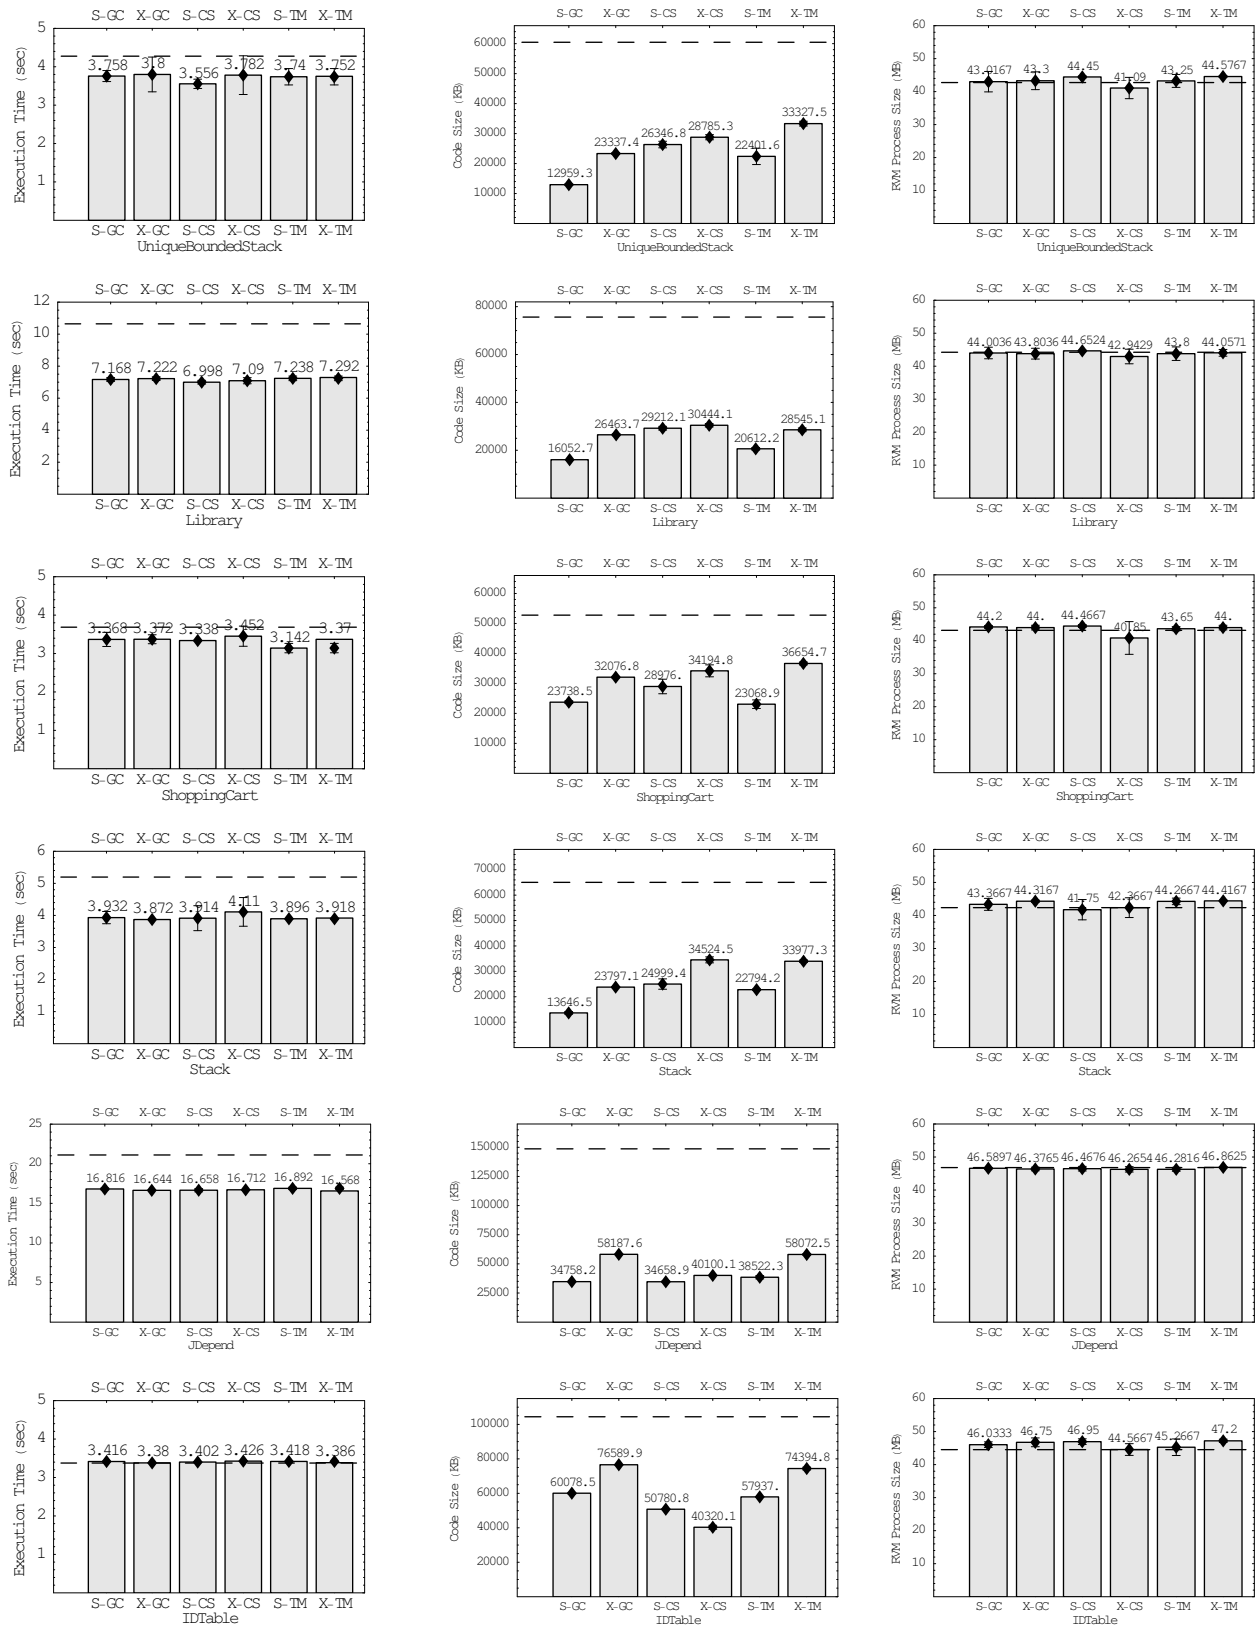 S-GC X-GC S-CS X-CS S-TM X-TM
5
4
3
2
1
Execution Time (sec)
3.758 3.8 3.556 3.782 3.74 3.752
S-GC X-GC S-CS X-CS S-TM X-TM
UniqueBoundedStack
S-GC X-GC S-CS X-CS S-TM X-TM
60000
50000
40000
30000
20000
10000
Code Size (KB)
12959.3 23337.4 26346.8 28785.3 22401.6 33327.5
S-GC X-GC S-CS X-CS S-TM X-TM
UniqueBoundedStack
S-GC X-GC S-CS X-CS S-TM X-TM
60
50
40
30
20
10
RVM Process Size (MB)
43.0167 43.3 44.45 41.09 43.25 44.5767
S-GC X-GC S-CS X-CS S-TM X-TM
UniqueBoundedStack
S-GC X-GC S-CS X-CS S-TM X-TM
12
10
8
6
4
2
Execution Time (sec)
7.168 7.222 6.998 7.09 7.238 7.292
S-GC X-GC S-CS X-CS S-TM X-TM
Library
S-GC X-GC S-CS X-CS S-TM X-TM
80000
60000
40000
20000
Code Size (KB)
16052.7 26463.7 29212.1 30444.1 20612.2 28545.1
S-GC X-GC S-CS X-CS S-TM X-TM
Library
S-GC X-GC S-CS X-CS S-TM X-TM
60
50
40
30
20
10
RVM Process Size (MB)
44.0036 43.8036 44.6524 42.9429 43.8 44.0571
S-GC X-GC S-CS X-CS S-TM X-TM
Library
S-GC X-GC S-CS X-CS S-TM X-TM
5
4
3
2
1
Execution Time (sec)
3.368 3.372 3.338 3.452 3.142 3.37
S-GC X-GC S-CS X-CS S-TM X-TM
ShoppingCart
S-GC X-GC S-CS X-CS S-TM X-TM
60000
50000
40000
30000
20000
10000
Code Size (KB)
23738.5 32076.8 28976. 34194.8 23068.9 36654.7
S-GC X-GC S-CS X-CS S-TM X-TM
ShoppingCart
S-GC X-GC S-CS X-CS S-TM X-TM
60
50
40
30
20
10
RVM Process Size (MB)
44.2 44. 44.4667 40.85 43.65 44.
S-GC X-GC S-CS X-CS S-TM X-TM
ShoppingCart
S-GC X-GC S-CS X-CS S-TM X-TM
6
5
4
3
2
1
Execution Time (sec)
3.932 3.872 3.914 4.11 3.896 3.918
S-GC X-GC S-CS X-CS S-TM X-TM
Stack
S-GC X-GC S-CS X-CS S-TM X-TM
70000
60000
50000
40000
30000
20000
10000
Code Size (KB)
13646.5 23797.1 24999.4 34524.5 22794.2 33977.3
S-GC X-GC S-CS X-CS S-TM X-TM
Stack
S-GC X-GC S-CS X-CS S-TM X-TM
60
50
40
30
20
10
RVM Process Size (MB)
43.3667 44.3167 41.75 42.3667 44.2667 44.4167
S-GC X-GC S-CS X-CS S-TM X-TM
Stack
S-GC X-GC S-CS X-CS S-TM X-TM
25
20
15
10
5
Execution Time (sec)
16.816 16.644 16.658 16.712 16.892 16.568
S-GC X-GC S-CS X-CS S-TM X-TM
JDepend
S-GC X-GC S-CS X-CS S-TM X-TM
150000
125000
100000
75000
50000
25000
Code Size (KB)
34758.2 58187.6 34658.9 40100.1 38522.3 58072.5
S-GC X-GC S-CS X-CS S-TM X-TM
JDepend
S-GC X-GC S-CS X-CS S-TM X-TM
60
50
40
30
20
10
RVM Process Size (MB)
46.5897 46.3765 46.4676 46.2654 46.2816 46.8625
S-GC X-GC S-CS X-CS S-TM X-TM
JDepend
S-GC X-GC S-CS X-CS S-TM X-TM
5
4
3
2
1
Execution Time (sec)
3.416 3.38 3.402 3.426 3.418 3.386
S-GC X-GC S-CS X-CS S-TM X-TM
IDTable
S-GC X-GC S-CS X-CS S-TM X-TM
100000
80000
60000
40000
20000
Code Size (KB)
60078.5 76589.9 50780.8 40320.1 57937. 74394.8
S-GC X-GC S-CS X-CS S-TM X-TM
IDTable
S-GC X-GC S-CS X-CS S-TM X-TM
60
50
40
30
20
10
RVM Process Size (MB)
46.0333 46.75 46.95 44.5667 45.2667 47.2
S-GC X-GC S-CS X-CS S-TM X-TM
IDTable